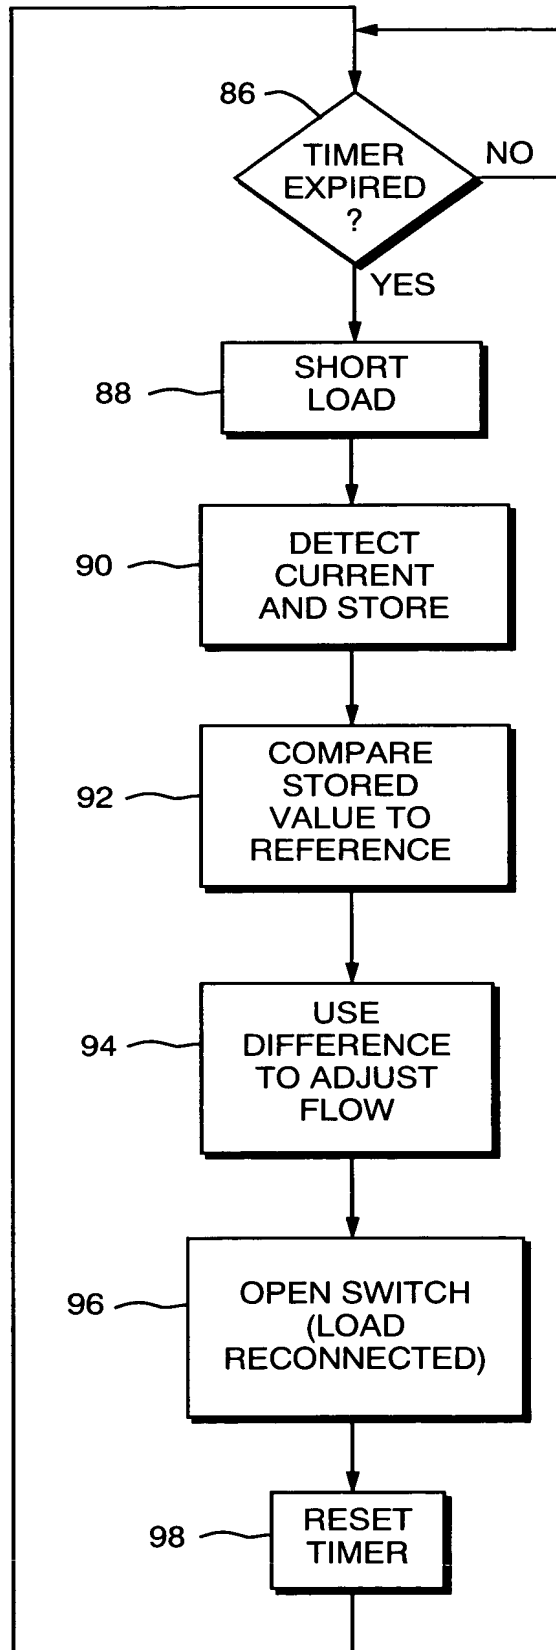 86
TIMER
EXPIRED
?
NO
YES
88
SHORT
LOAD
90
DETECT
CURRENT
AND STORE
92
COMPARE
STORED
VALUE TO
REFERENCE
94
USE
DIFFERENCE
TO ADJUST
FLOW
96
OPEN SWITCH
(LOAD
RECONNECTED)
98
RESET
TIMER